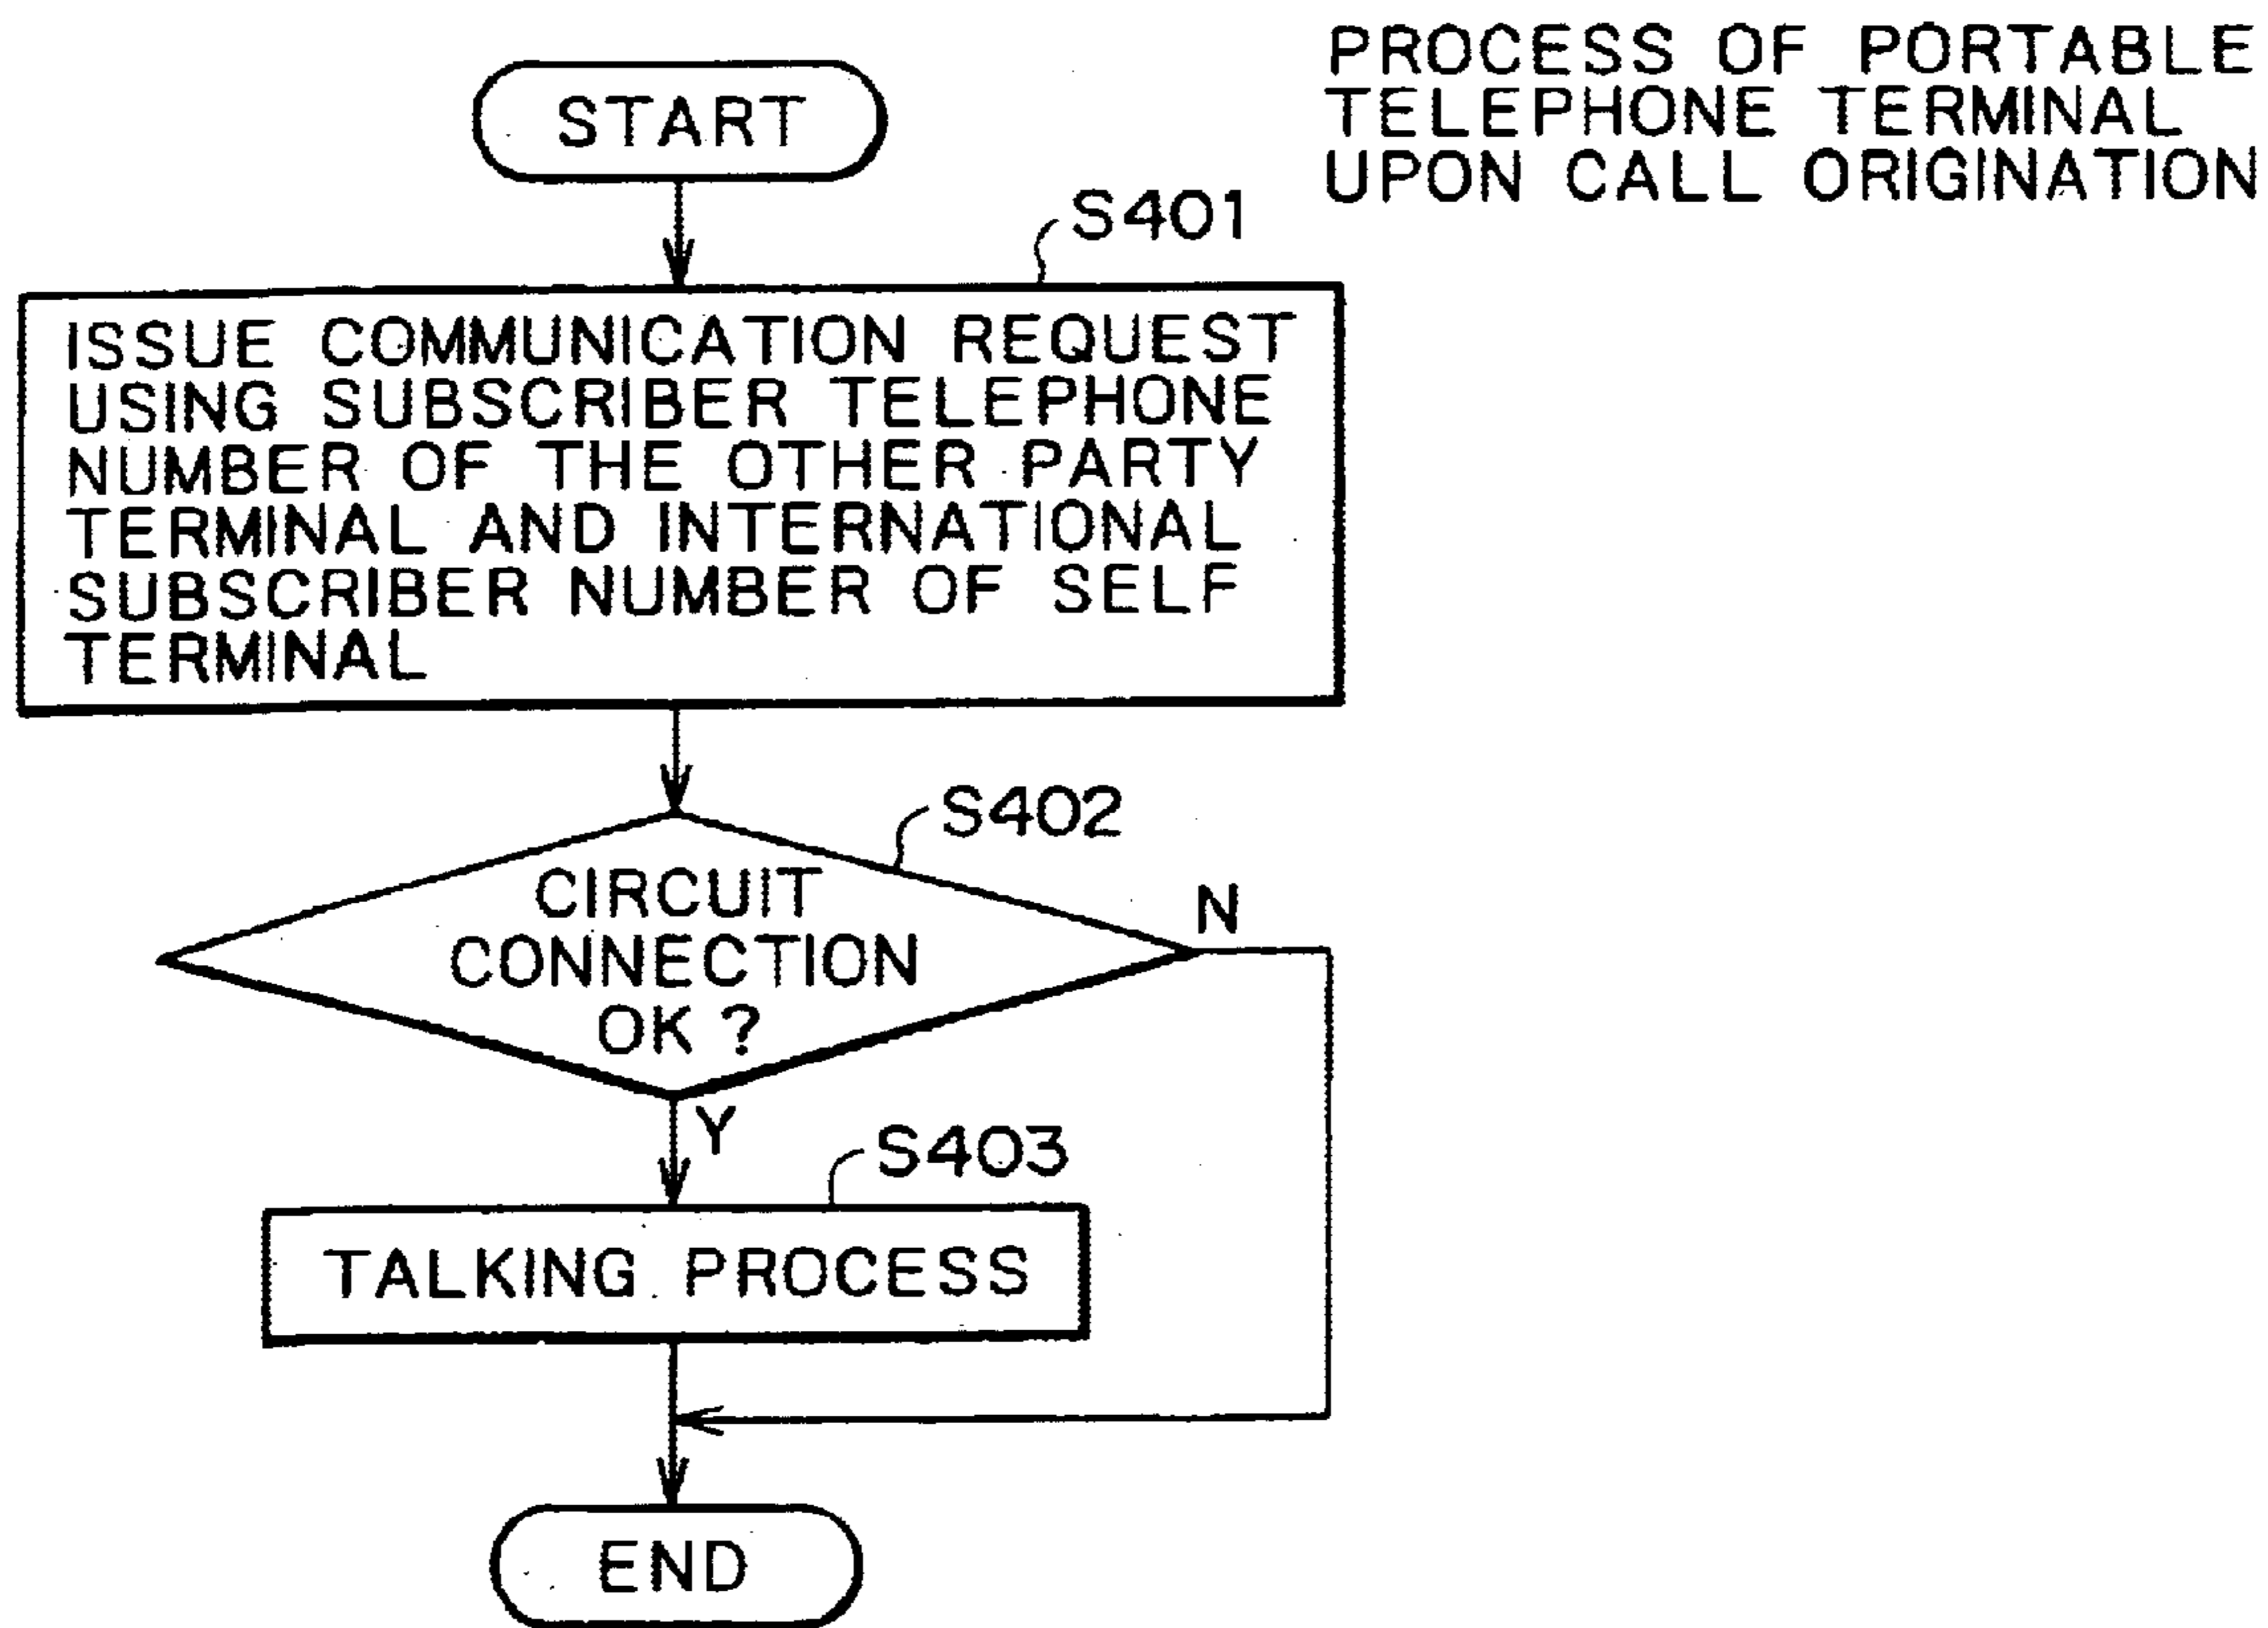 PROCESS OF PORTABLE
TELEPHONE TERMINAL
UPON CALL ORIGINATION
START
S401
ISSUE COMMUNICATION REQUEST
USING SUBSCRIBER TELEPHONE
NUMBER OF THE OTHER PARTY
TERMINAL AND INTERNATIONAL
SUBSCRIBER NUMBER OF SELF
TERMINAL
S402
CIRCUIT
CONNECTION
OK ?
N
Y
S403
TALKING PROCESS
END